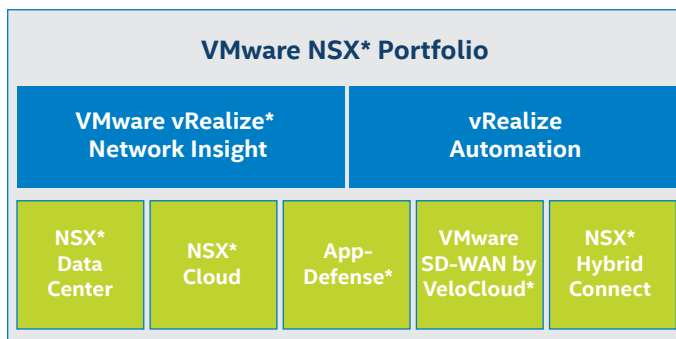 VMware NSX* Portfolio
VMware vRealize*
Network Insight
vRealize
Automation
NSX*
Data
Center
NSX*
Cloud
App-
Defense*
VMware
SD-WAN by
VeloCloud*
NSX*
Hybrid
Connect